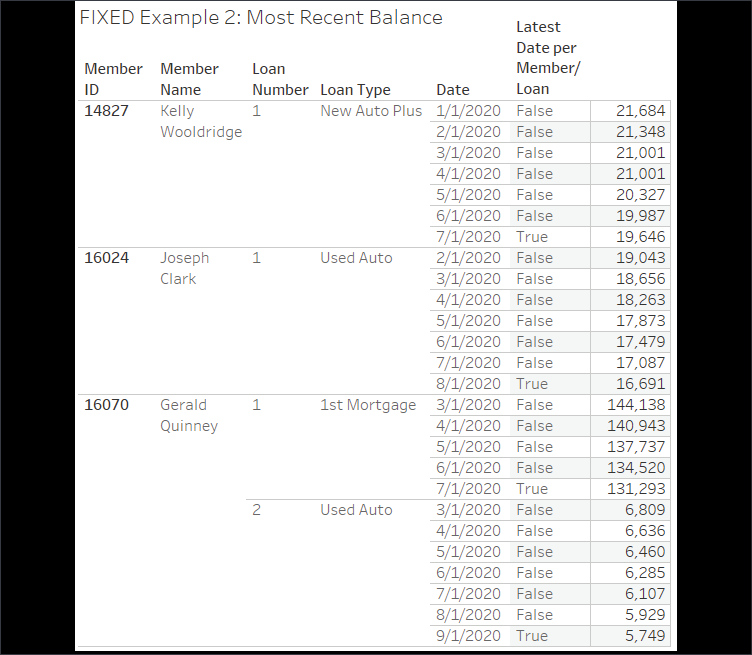 FIXED Example 2: Most Recent Balance
Latest
Date per
Member Member Loan Member/
ID Name Number Loan Type Date Loan
14827 Kelly 1 New Auto Plus 1/1/2020 False 21,684
Wooldridge 2/1/2020 False 21,348
3/1/2020 False 21,001
4/1/2020 False 21,001
5/1/2020 False 20,327
6/1/2020 False 19,987
7/1/2020 True 19,646
16024 Joseph 1 Used Auto 2/1/2020 False 19,043
Clark 3/1/2020 False 18,656
4/1/2020 False 18,263
5/1/2020 False 17,873
6/1/2020 False 17,479
7/1/2020 False 17,087
8/1/2020 True 16,691
16070 Gerald 1 1st Mortgage 3/1/2020 False 144,138
Quinney 4/1/2020 False 140,943
5/1/2020 False 137,737
6/1/2020 False 134,520
7/1/2020 True 131,293
2 Used Auto 3/1/2020 False 6,809
4/1/2020 False 6,636
5/1/2020 False 6,460
6/1/2020 False 6,285
7/1/2020 False 6,107
8/1/2020 False 5,929
9/1/2020 True 5,749